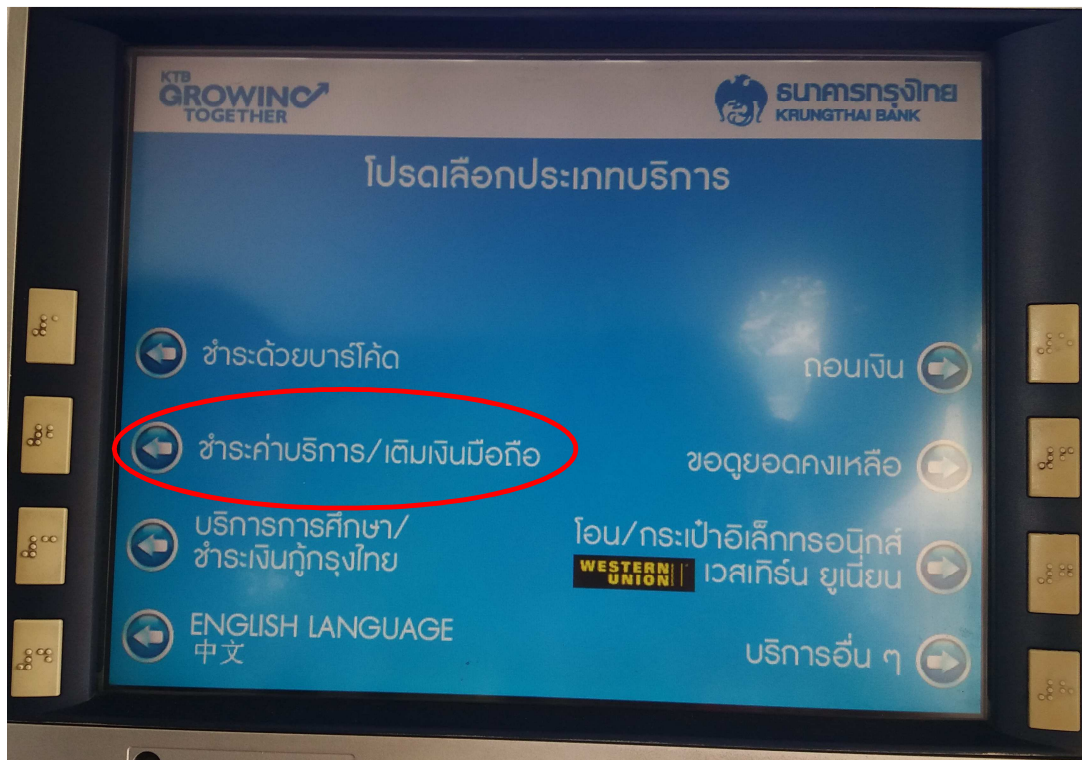 KTB
GROWING
TOGETHER
ธนาคารกรุงไทย
KRUNGTHAI BANK
โปรดเลือกประเภทบริการ
ชำระด้วยบาร์โค้ด
ถอนเงิน
ชำระค่าบริการ/เติมเงินมือถือ
ขอดูยอดคงเหลือ
บริการการศึกษา/
ชำระเงินกู้กรุงไทย
โอน/กระเป๋าอิเล็กทรอนิกส์
WESTERN
UNION
เวสเทิร์น ยูเนี่ยน
ENGLISH LANGUAGE
中文
บริการอื่น ๆ